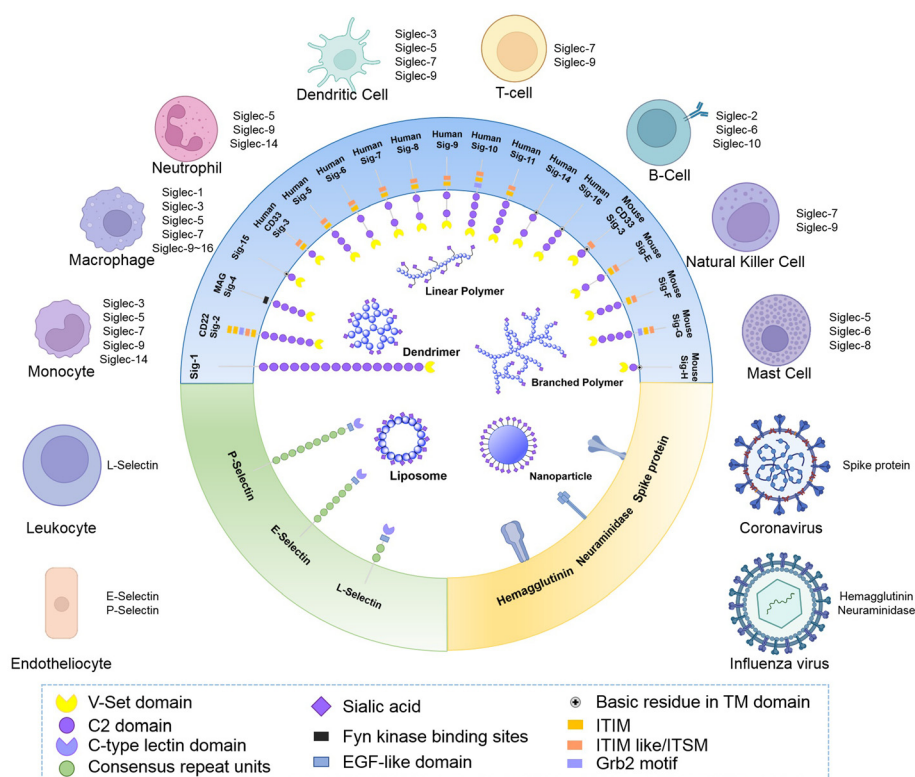 Siglec-3
Siglec-5
Siglec-7
Siglec-9
Dendritic Cell
Siglec-7
Siglec-9
T-cell
Siglec-5
Siglec-9
Siglec-14
Neutrophil
Siglec-2
Siglec-6
Siglec-10
B-Cell
Siglec-1
Siglec-3
Siglec-5
Siglec-7
Siglec-9~16
Macrophage
Siglec-7
Siglec-9
Natural Killer Cell
Siglec-3
Siglec-5
Siglec-7
Siglec-9
Siglec-14
Monocyte
Siglec-5
Siglec-6
Siglec-8
Mast Cell
Sig-1
CD22
Sig-2
MAG
Sig-4
Sig-15
Human
CD33
Sig-3
Human
Sig-5
Human
Sig-6
Human
Sig-7
Human
Sig-8
Human
Sig-9
Human
Sig-10
Human
Sig-11
Human
Sig-14
Human
Sig-16
Mouse
CD33
Sig-3
Mouse
Sig-E
Mouse
Sig-F
Mouse
Sig-G
Mouse
Sig-H
Linear Polymer
Dendrimer
Branched Polymer
Liposome
Nanoparticle
P-Selectin
E-Selectin
L-Selectin
Hemagglutinin
Neuraminidase
Spike protein
L-Selectin
Leukocyte
Spike protein
Coronavirus
E-Selectin
P-Selectin
Endotheliocyte
Hemagglutinin
Neuraminidase
Influenza virus
V-Set domain
C2 domain
C-type lectin domain
Consensus repeat units
Sialic acid
Fyn kinase binding sites
EGF-like domain
Basic residue in TM domain
ITIM
ITIM like/ITSM
Grb2 motif